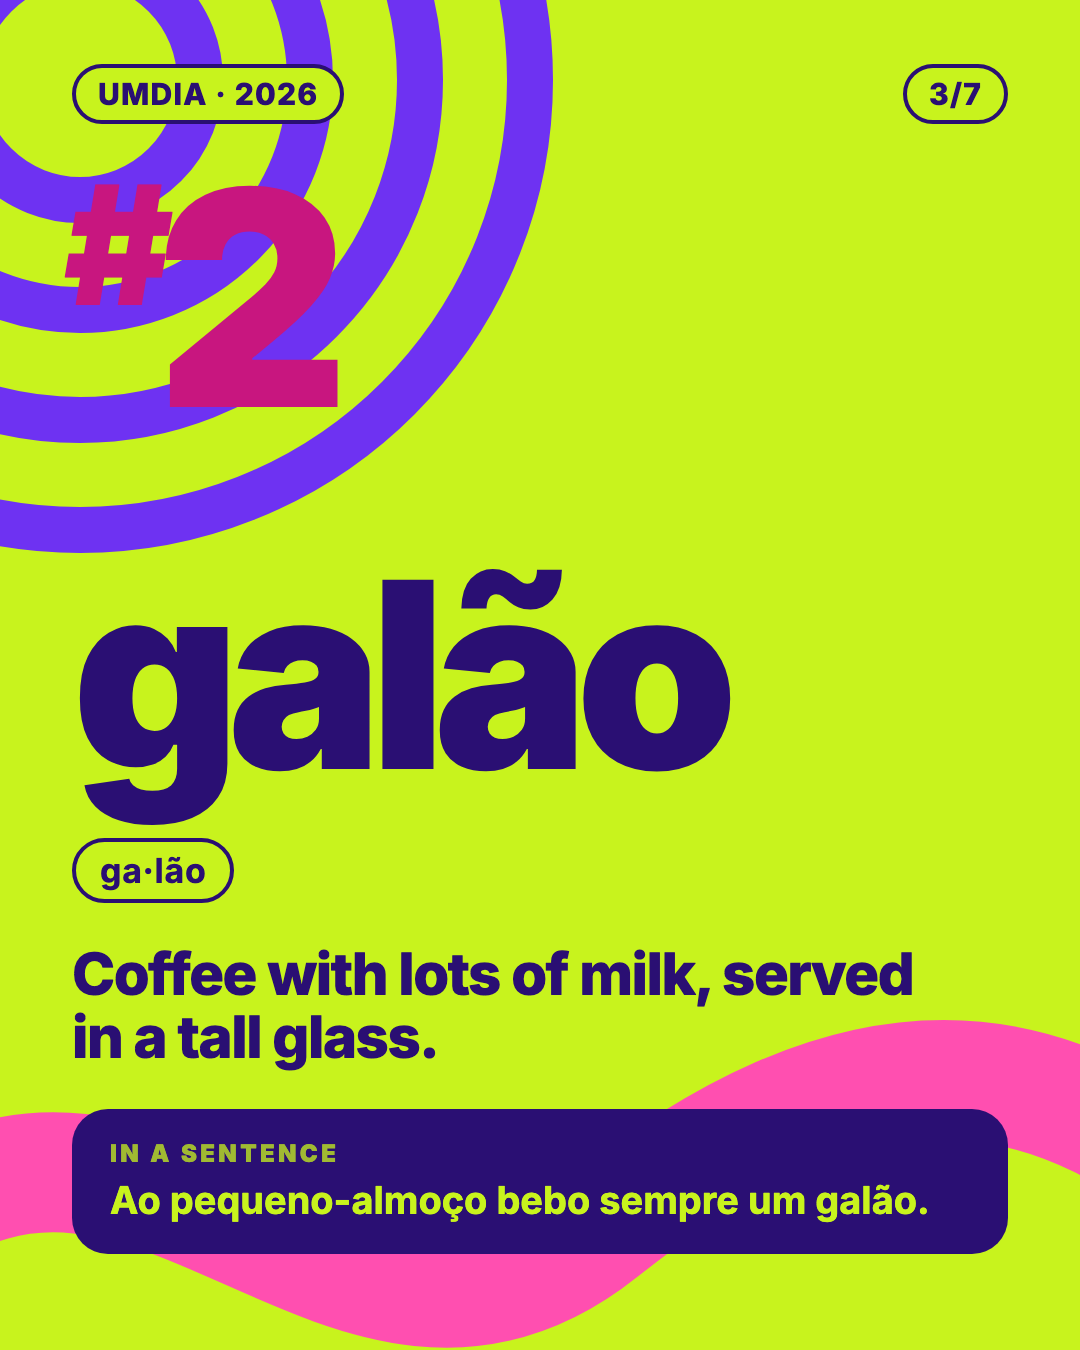 UMDIA · 2026
3/7
#2
galão
ga·lão
Coffee with lots of milk, served
in a tall glass.
IN A SENTENCE
Ao pequeno-almoço bebo sempre um galão.